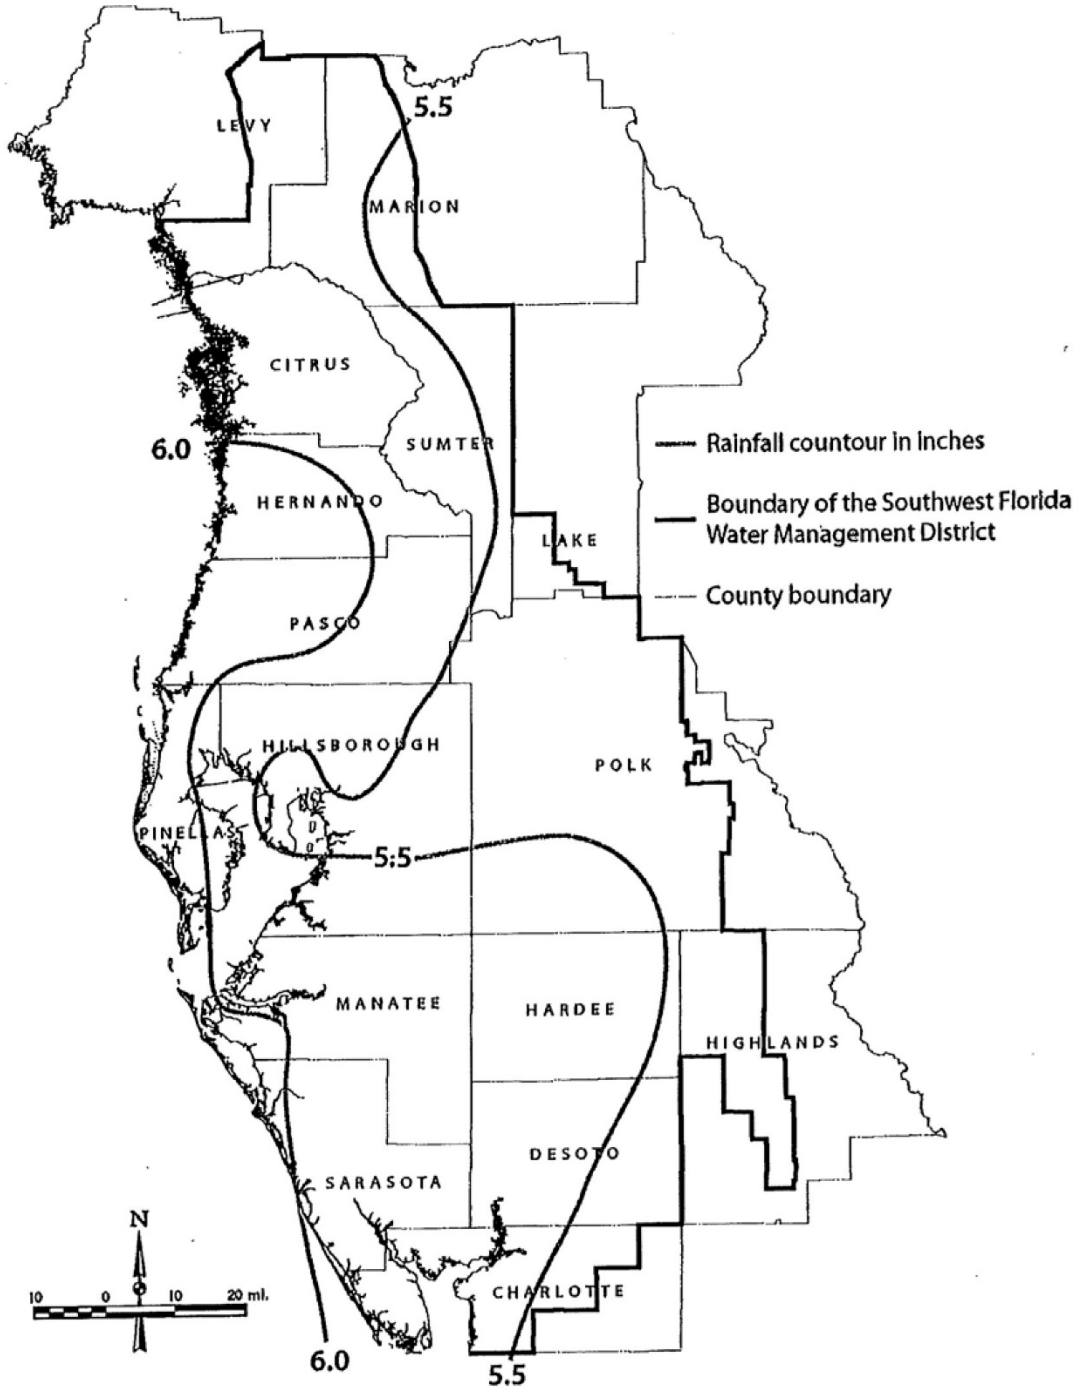 5.5
LEVY
MARION
CITRUS
6.0
SUMTER
Rainfall countour in inches
HERNANDO
Boundary of the Southwest Florida
Water Management District
LAKE
County boundary
PASCO
HILLSBOROUGH
POLK
PINELLAS
5:5
MANATEE
HARDEE
HIGHLANDS
DESOTO
SARASOTA
N
CHARLOTTE
10 0 10 20 mi.
6.0
5.5